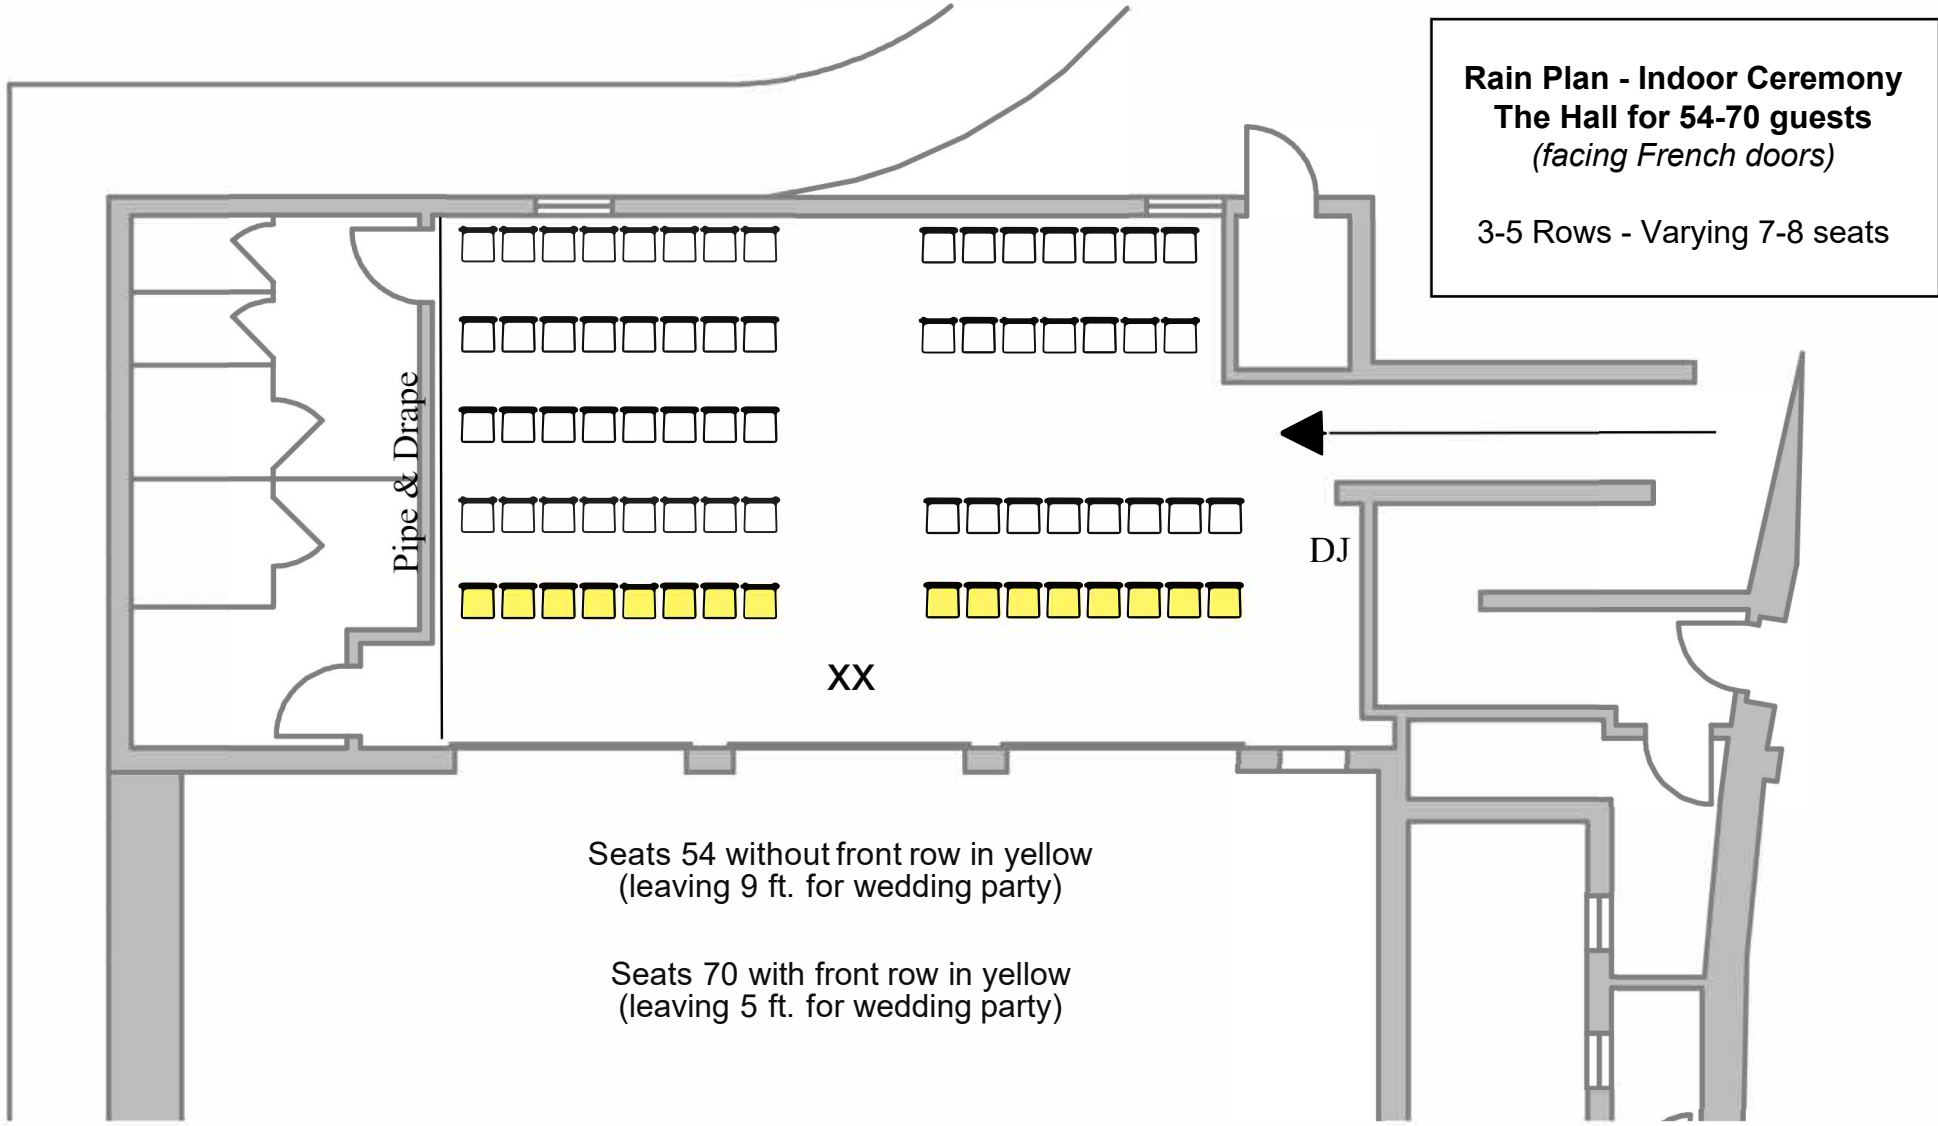 Rain Plan - Indoor Ceremony
The Hall for 54-70 guests
(facing French doors)
3-5 Rows - Varying 7-8 seats
Pipe & Drape
DJ
XX
Seats 54 without front row in yellow
(leaving 9 ft. for wedding party)
Seats 70 with front row in yellow
(leaving 5 ft. for wedding party)